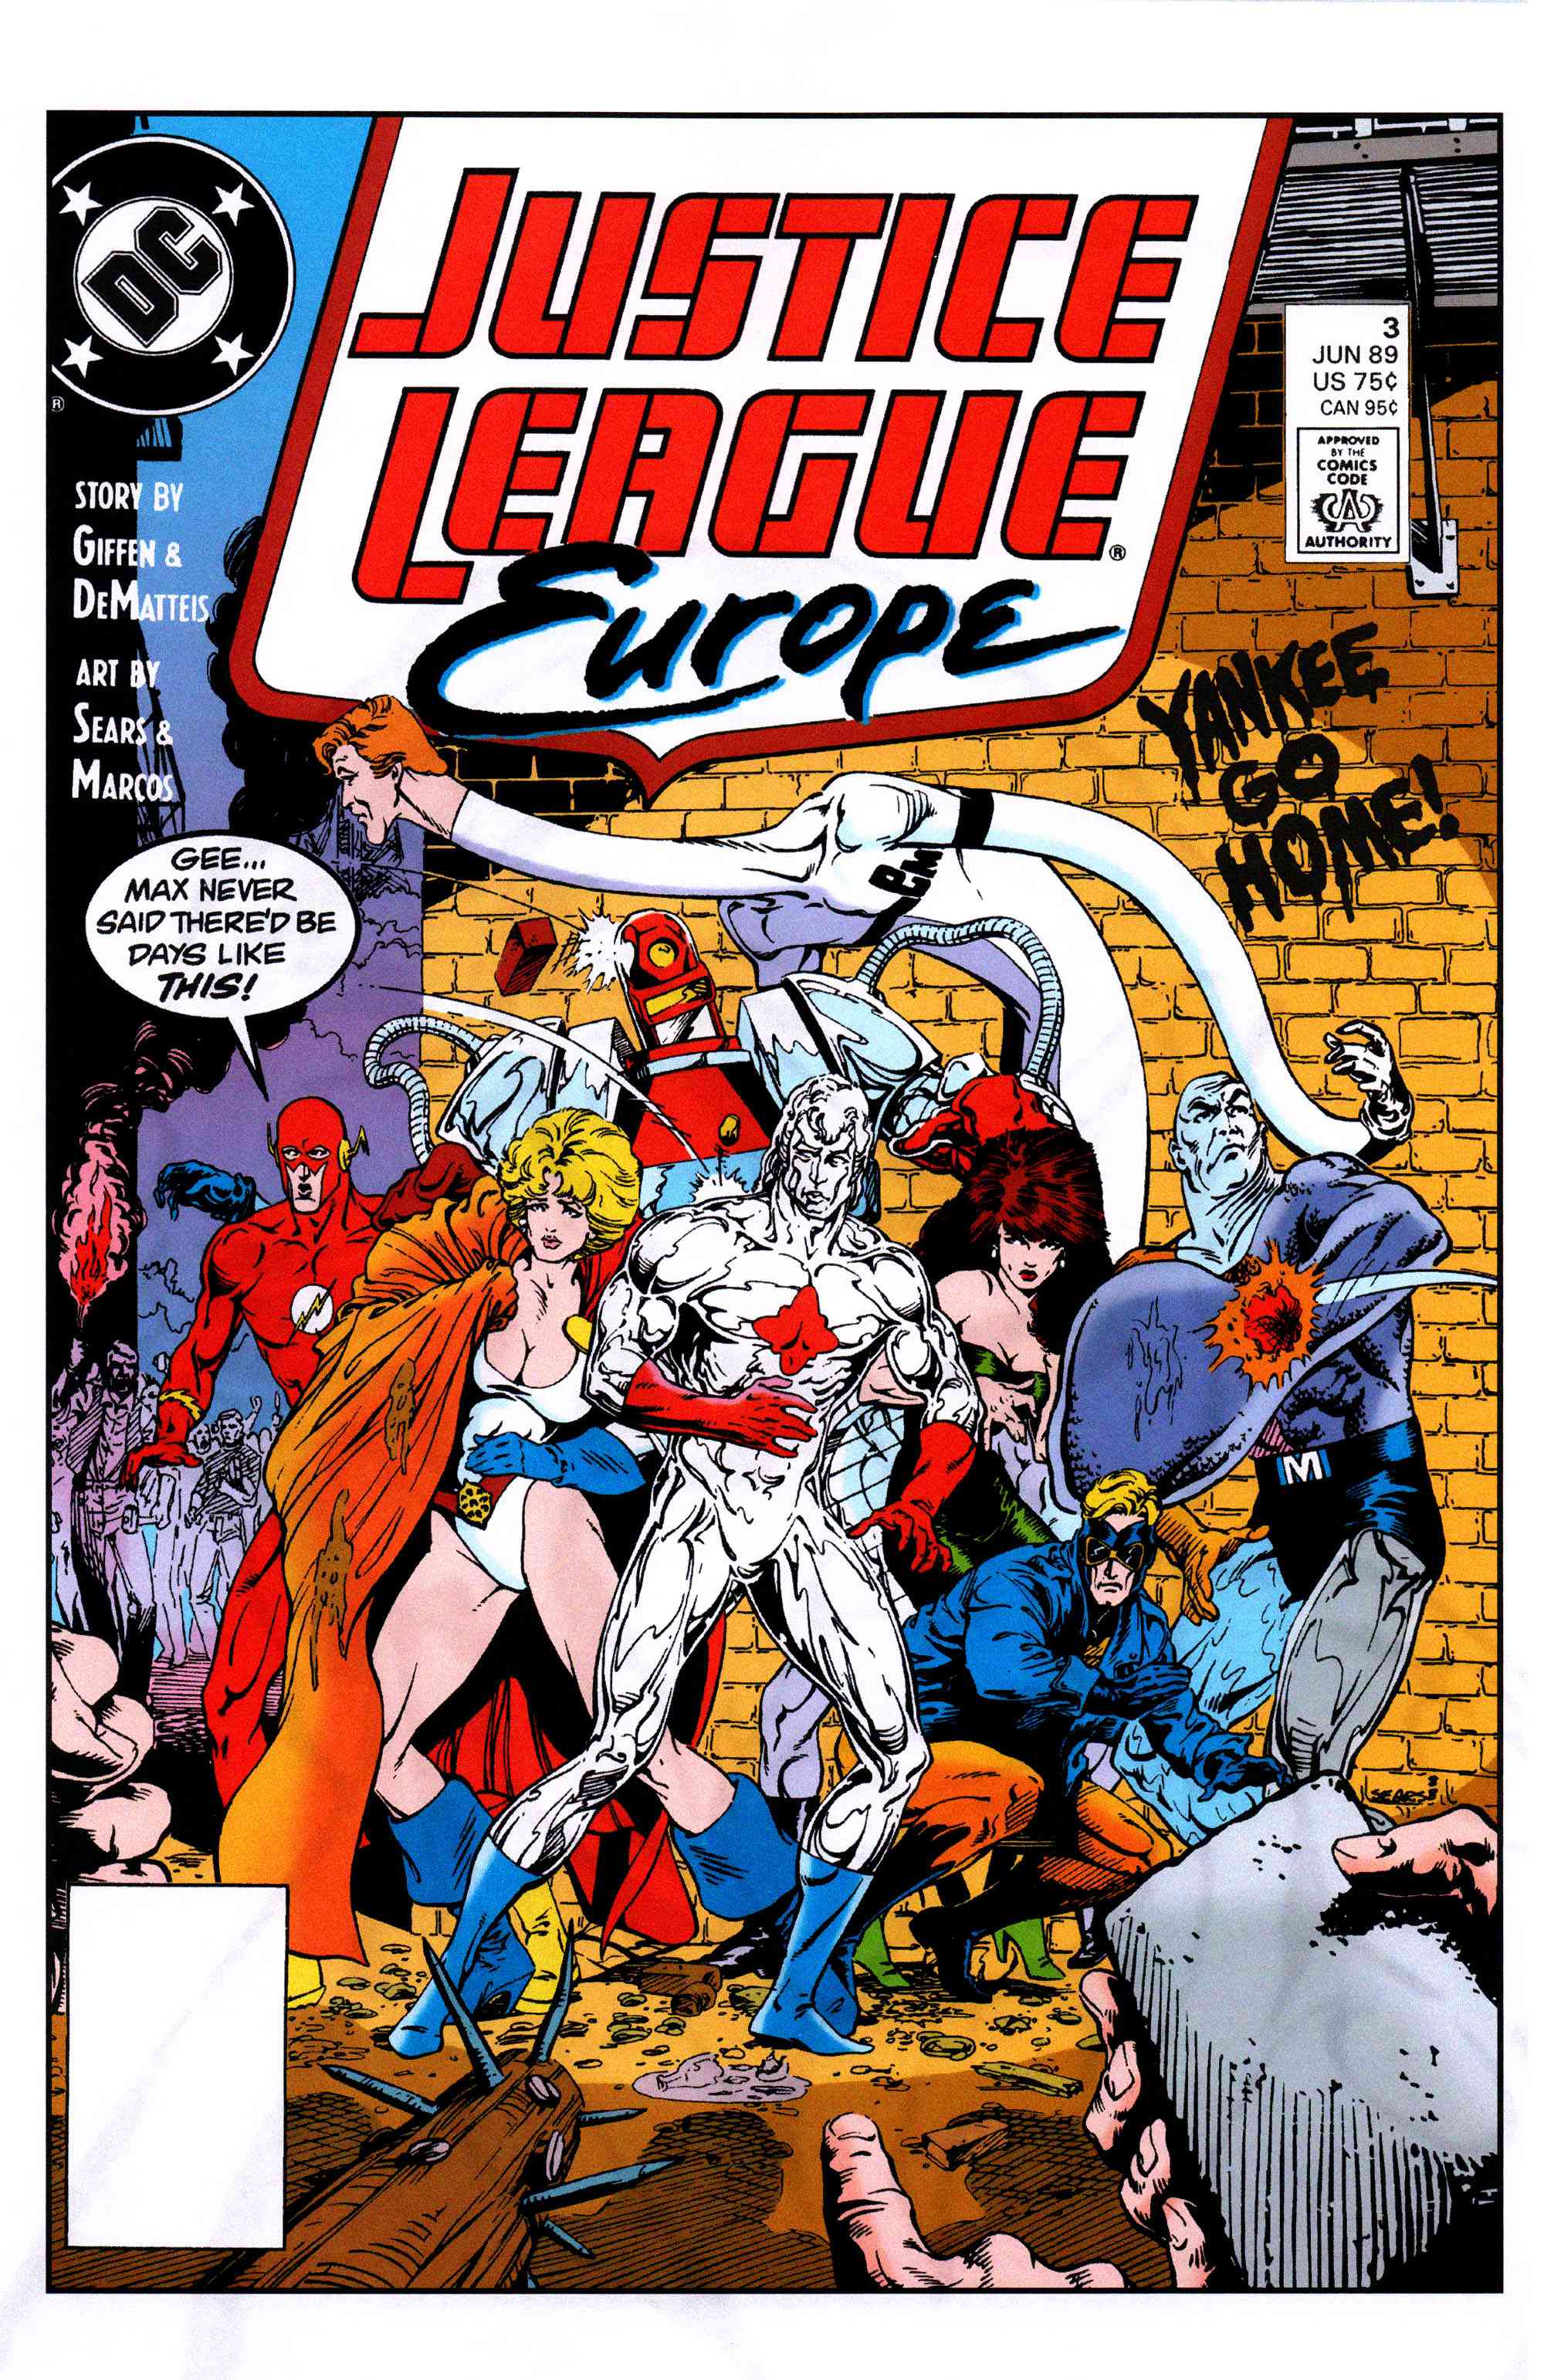 DC
®
JUSTICE
LEAGUE®
Europe
3
JUN 89
US 75¢
CAN 95¢
APPROVED
BY THE
COMICS
CODE
CA
AUTHORITY
STORY BY
GIFFEN &
DEMATTEIS
ART BY
SEARS &
MARCOS
YANKEE
GO
HOME!
GEE...
MAX NEVER
SAID THERE'D BE
DAYS LIKE
THIS!
EM
M
SEARS